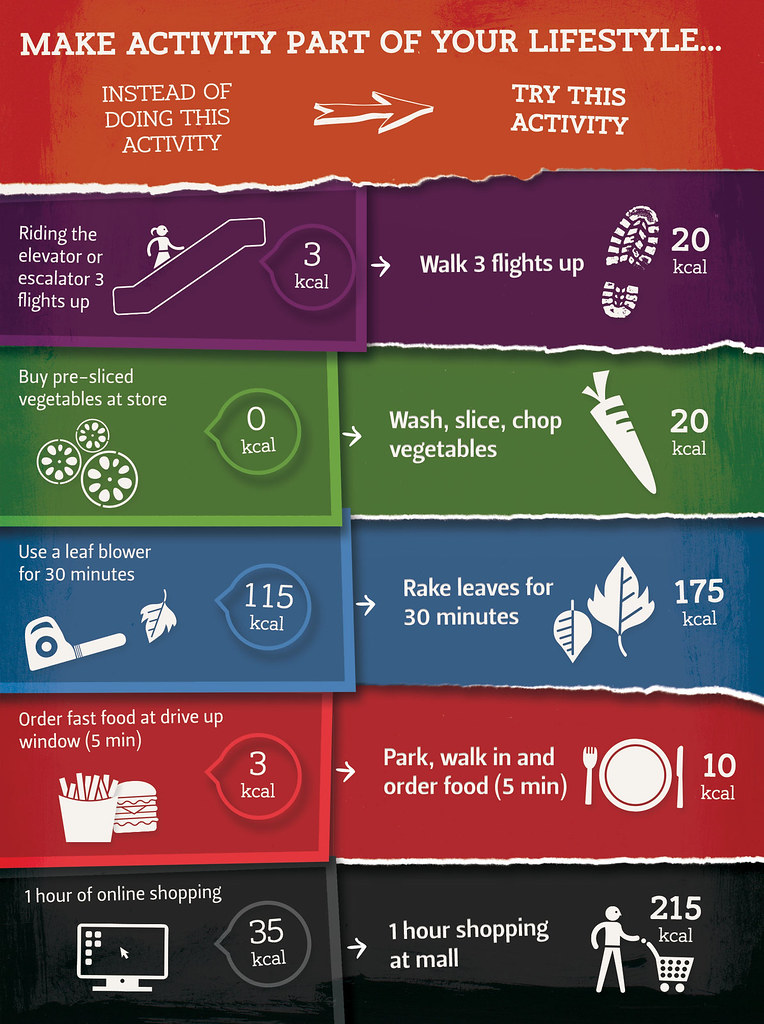 MAKE ACTIVITY PART OF YOUR LIFESTYLE...
INSTEAD OF
DOING THIS
ACTIVITY
TRY THIS
ACTIVITY
Riding the
elevator or
escalator 3
flights up
3
kcal
Walk 3 flights up
20
kcal
Buy pre-sliced
vegetables at store
0
kcal
Wash, slice, chop
vegetables
20
kcal
Use a leaf blower
for 30 minutes
115
kcal
Rake leaves for
30 minutes
175
kcal
Order fast food at drive up
window (5 min)
3
kcal
Park, walk in and
order food (5 min)
10
kcal
1 hour of online shopping
35
kcal
1 hour shopping
at mall
215
kcal